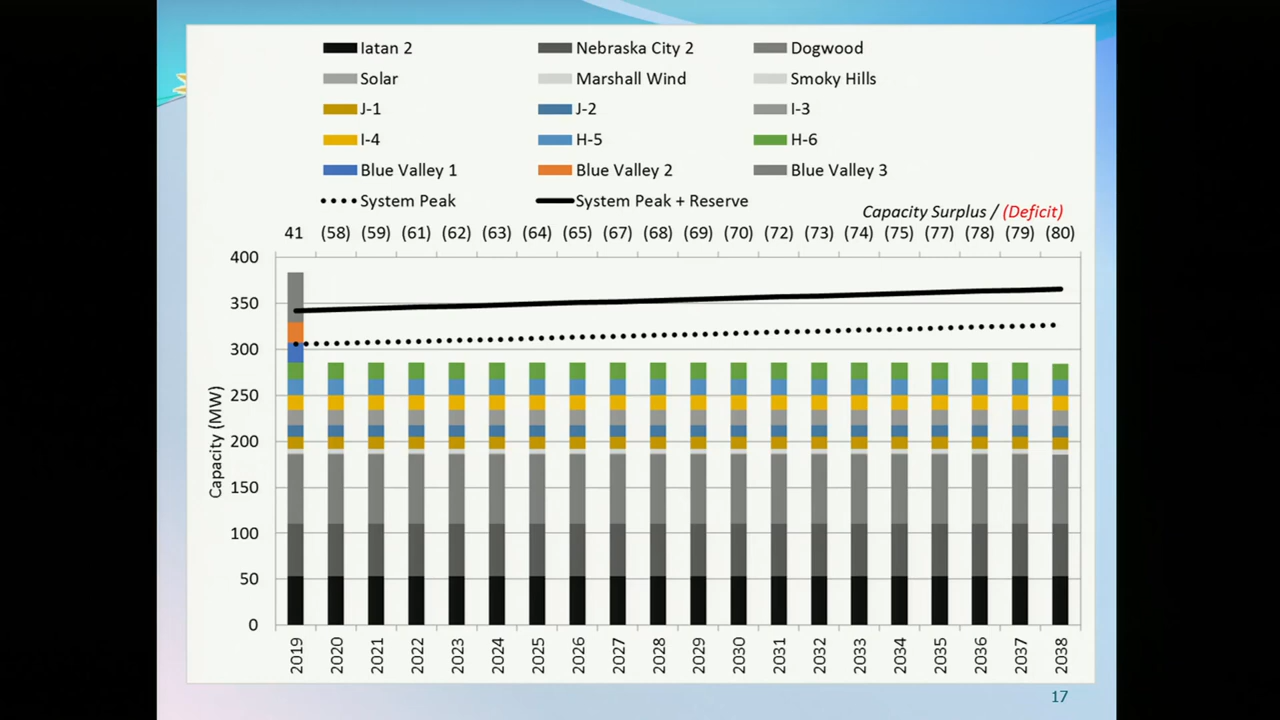 Iatan 2 Nebraska City 2 Dogwood
Solar Marshall Wind Smoky Hills
J-1 J-2 I-3
I-4 H-5 H-6
Blue Valley 1 Blue Valley 2 Blue Valley 3
System Peak System Peak + Reserve
Capacity Surplus / (Deficit)
41 (58) (59) (61) (62) (63) (64) (65) (67) (68) (69) (70) (72) (73) (74) (75) (77) (78) (79) (80)
400
350
300
250
200
150
100
50
0
Capacity (MW)
2019 2020 2021 2022 2023 2024 2025 2026 2027 2028 2029 2030 2031 2032 2033 2034 2035 2036 2037 2038
17